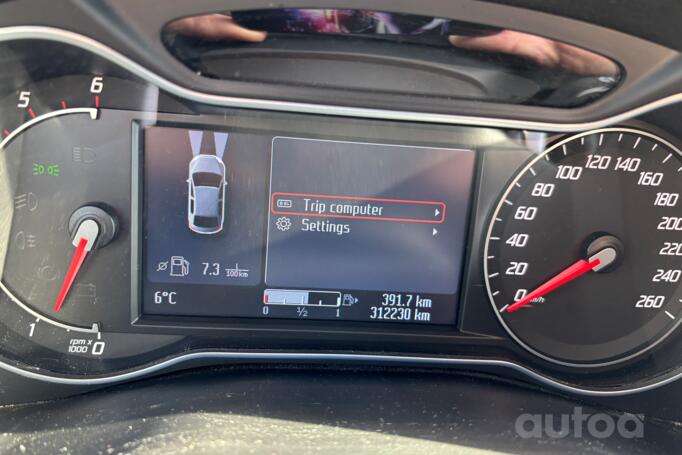 5 6
1 0
rpm x
1000
Trip computer
Settings
7.3 l/100km
6°C
0 1/2 1
391.7 km
312230 km
0 20 40 60 80 100 120 140 160 180 200 220 240 260
km/h
autoa